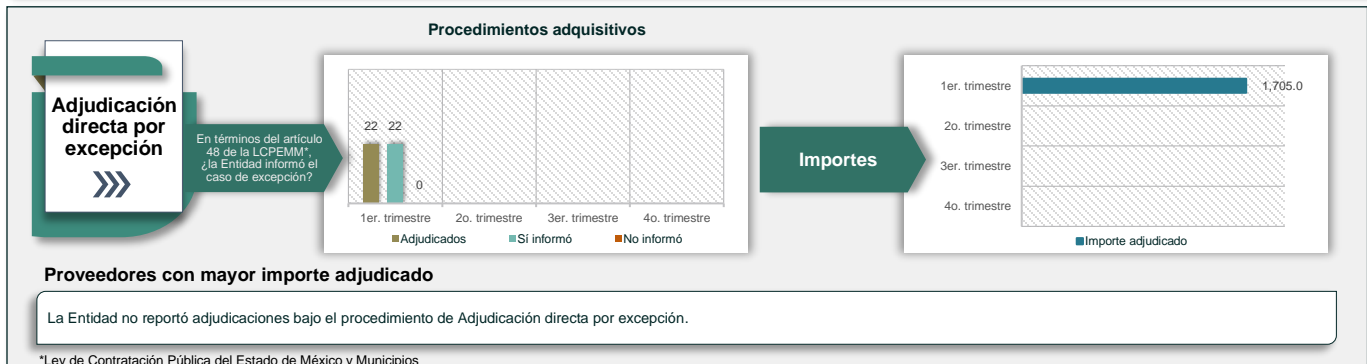 Procedimientos adquisitivos
Adjudicación
directa por
excepción
En términos del artículo
48 de la LCPEMM*,
¿la Entidad informó el
caso de excepción?
22 22
0
1er. trimestre 2o. trimestre 3er. trimestre 4o. trimestre
Adjudicados Sí informó No informó
Importes
1er. trimestre 1,705.0
2o. trimestre
3er. trimestre
4o. trimestre
Importe adjudicado
Proveedores con mayor importe adjudicado
La Entidad no reportó adjudicaciones bajo el procedimiento de Adjudicación directa por excepción.
*Ley de Contratación Pública del Estado de México y Municipios